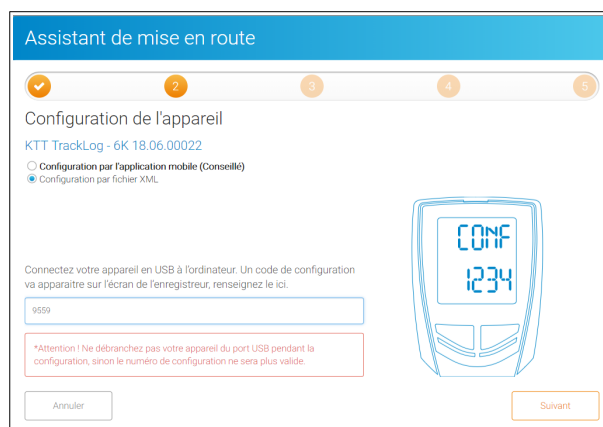 Assistant de mise en route
2
3
4
5
Configuration de l'appareil
KTT TrackLog - 6K 18.06.00022
Configuration par l'application mobile (Conseillé)
Configuration par fichier XML
CONF
1234
Connectez votre appareil en USB à l'ordinateur. Un code de configuration
va apparaitre sur l'écran de l'enregistreur, renseignez le ici.
9559
*Attention ! Ne débranchez pas votre appareil du port USB pendant la
configuration, sinon le numéro de configuration ne sera plus valide.
Annuler
Suivant